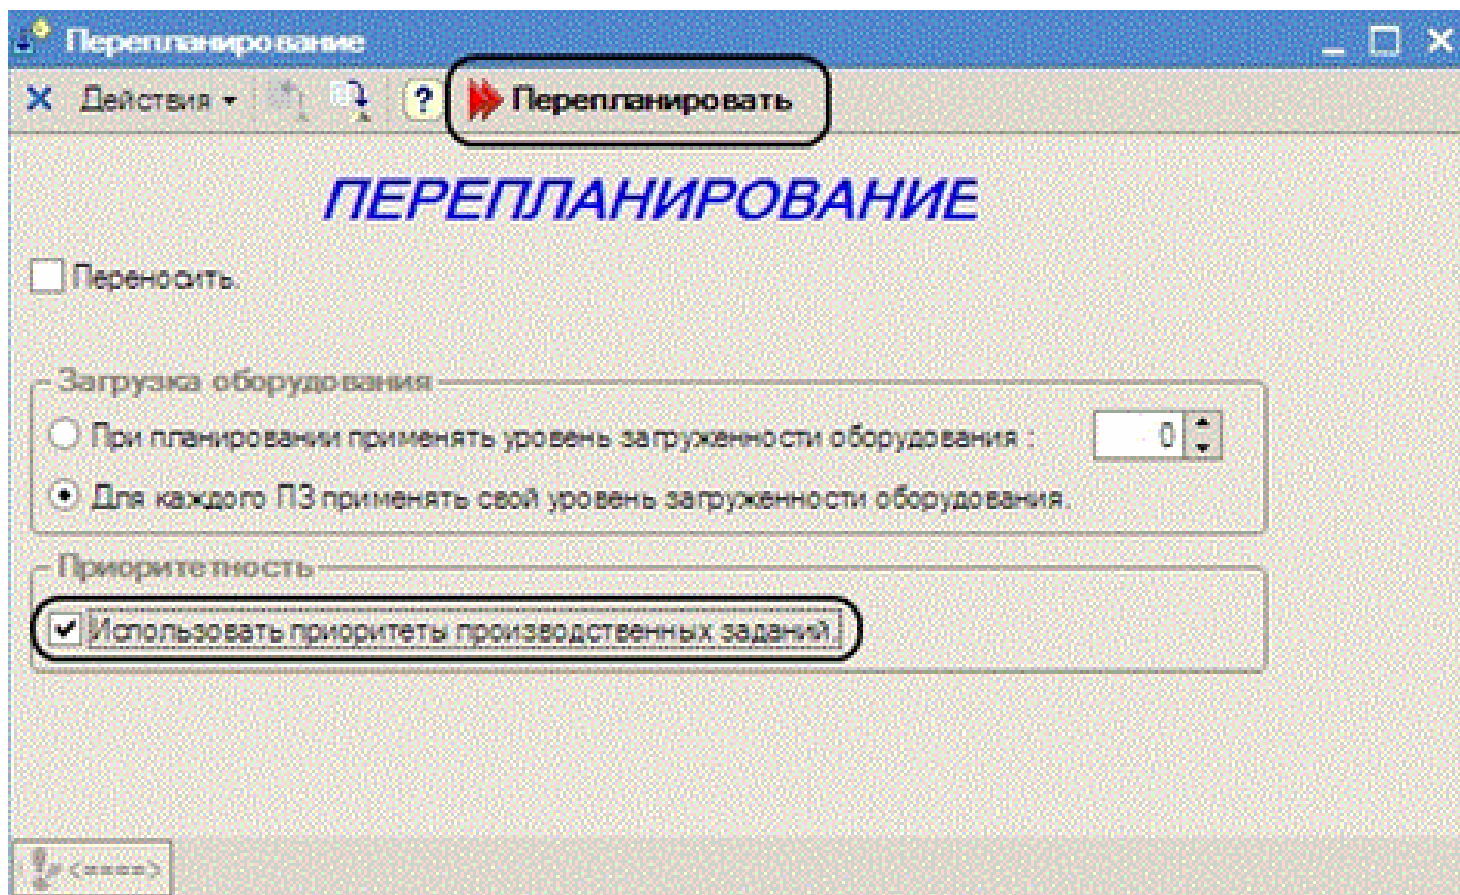 Перепланирование
Действия ? Перепланировать
ПЕРЕПЛАНИРОВАНИЕ
Переносить.
Загрузка оборудования
При планировании применять уровень загруженности оборудования : 0
Для каждого ПЗ применять свой уровень загруженности оборудования.
Приоритетность
Использовать приоритеты производственных заданий.
<====>